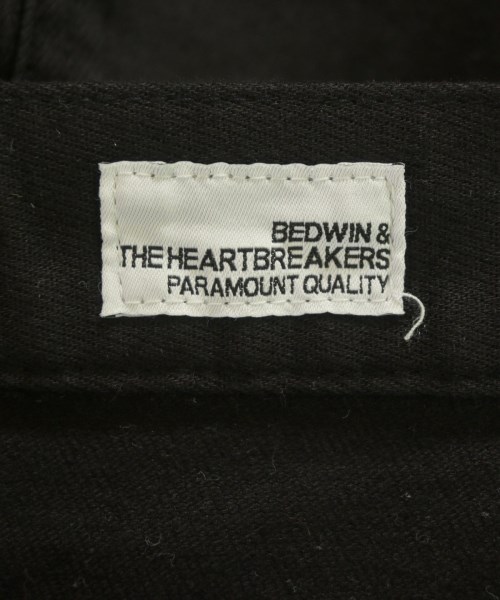 BEDWIN &
THE HEARTBREAKERS
PARAMOUNT QUALITY